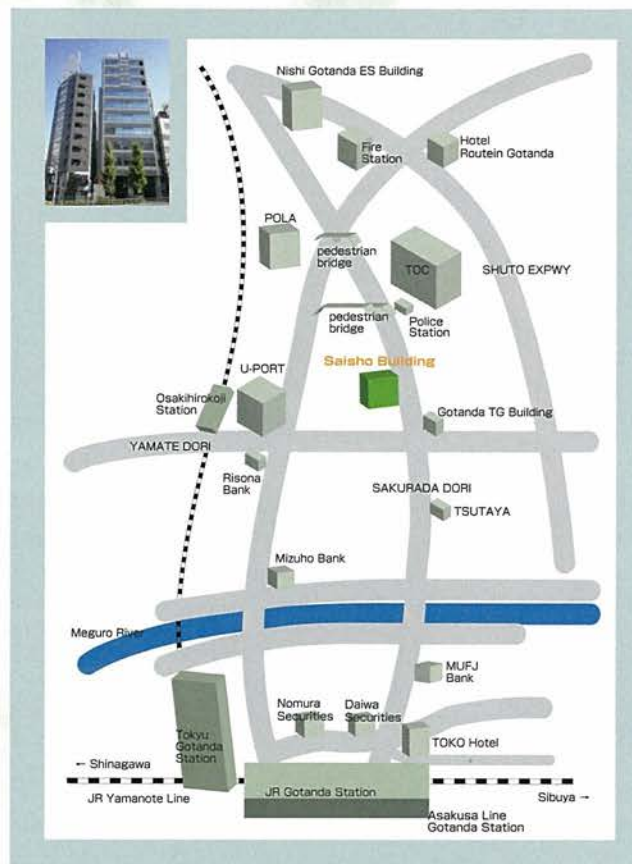 Nishi Gotanda ES Building
Fire
Station
Hotel
Routein Gotanda
POLA
pedestrian
bridge
TOC
SHUTO EXPWY
pedestrian
bridge
Police
Station
Saisho Building
U-PORT
Osakihirokoji
Station
Gotanda TG Building
YAMATE DORI
Risona
Bank
SAKURADA DORI
TSUTAYA
Mizuho Bank
Meguro River
MUFJ
Bank
Nomura
Securities
Daiwa
Securities
Tokyu
Gotanda
Station
TOKO Hotel
← Shinagawa
JR Yamanote Line
JR Gotanda Station
Sibuya →
Asakusa Line
Gotanda Station